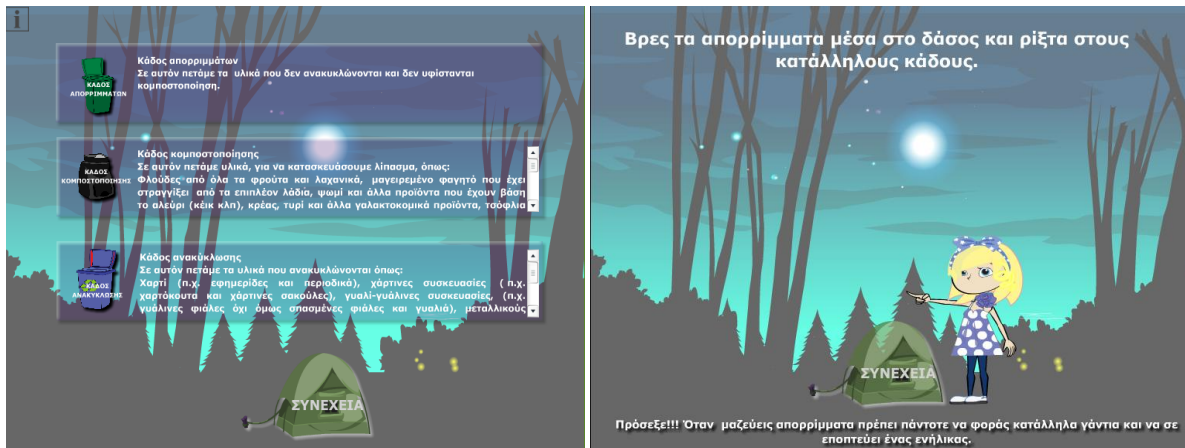 i
Κάδος απορριμμάτων
Σε αυτόν πετάμε τα υλικά που δεν ανακυκλώνονται και δεν υφίστανται
κομποστοποίηση.
ΚΑΔΟΣ
ΑΠΟΡΡΙΜΜΑΤΩΝ
Κάδος κομποστοποίησης
Σε αυτόν πετάμε υλικά, για να κατασκευάσουμε λίπασμα, όπως:
Φλούδες από όλα τα φρούτα και λαχανικά, μαγειρεμένο φαγητό που έχει
στραγγίξει από τα επιπλέον λάδια, ψωμί και άλλα προϊόντα που έχουν βάση
το αλεύρι (κέικ κλπ), κρέας, τυρί και άλλα γαλακτοκομικά προϊόντα, τσόφλια
ΚΑΔΟΣ
ΚΟΜΠΟΣΤΟΠΟΙΗΣΗΣ
Κάδος ανακύκλωσης
Σε αυτόν πετάμε τα υλικά που ανακυκλώνονται όπως:
Χαρτί (π.χ. εφημερίδες και περιοδικά), χάρτινες συσκευασίες ( π.χ.
χαρτόκουτα και χάρτινές σακούλες), γυαλί-γυάλινες συσκευασίες, (π.χ.
γυάλινες φιάλες όχι όμως σπασμένες φιάλες και γυαλιά), μεταλλικούς
ΚΑΔΟΣ
ΑΝΑΚΥΚΛΩΣΗΣ
ΣΥΝΕΧΕΙΑ
Βρες τα απορρίμματα μέσα στο δάσος και ρίξτα στους
κατάλληλους κάδους.
ΣΥΝΕΧΕΙΑ
Πρόσεξε!!! Όταν μαζεύεις απορρίμματα πρέπει πάντοτε να φοράς κατάλληλα γάντια και να σε
εποπτεύει ένας ενήλικας.